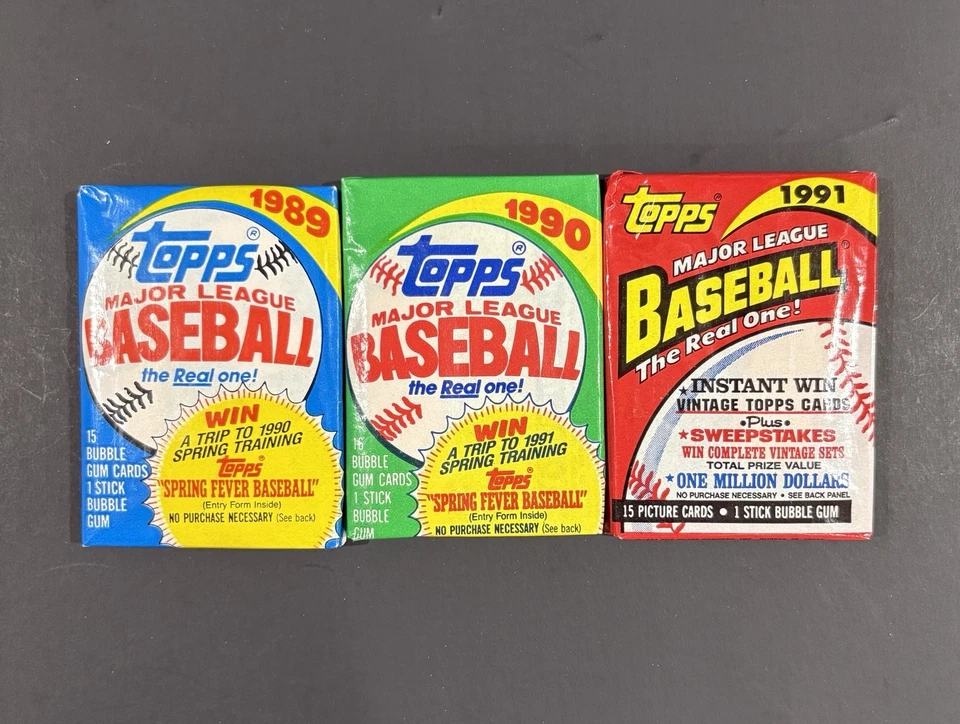 1989
TOPPS®
MAJOR LEAGUE
BASEBALL
the Real one!
WIN
A TRIP TO 1990
SPRING TRAINING
Topps®
"SPRING FEVER BASEBALL"
(Entry Form Inside)
NO PURCHASE NECESSARY (See back)
15
BUBBLE
GUM CARDS
1 STICK
BUBBLE
GUM
1990
TOPPS®
MAJOR LEAGUE
BASEBALL
the Real one!
WIN
A TRIP TO 1991
SPRING TRAINING
Topps®
"SPRING FEVER BASEBALL"
(Entry Form Inside)
NO PURCHASE NECESSARY (See back)
BUBBLE
GUM CARDS
1 STICK
BUBBLE
GUM
TOPPS®
1991
MAJOR LEAGUE
BASEBALL®
The Real One!
★INSTANT WIN
VINTAGE TOPPS CARDS
•Plus•
★SWEEPSTAKES
WIN COMPLETE VINTAGE SETS
TOTAL PRIZE VALUE
★ONE MILLION DOLLARS
NO PURCHASE NECESSARY • SEE BACK PANEL
15 PICTURE CARDS • 1 STICK BUBBLE GUM